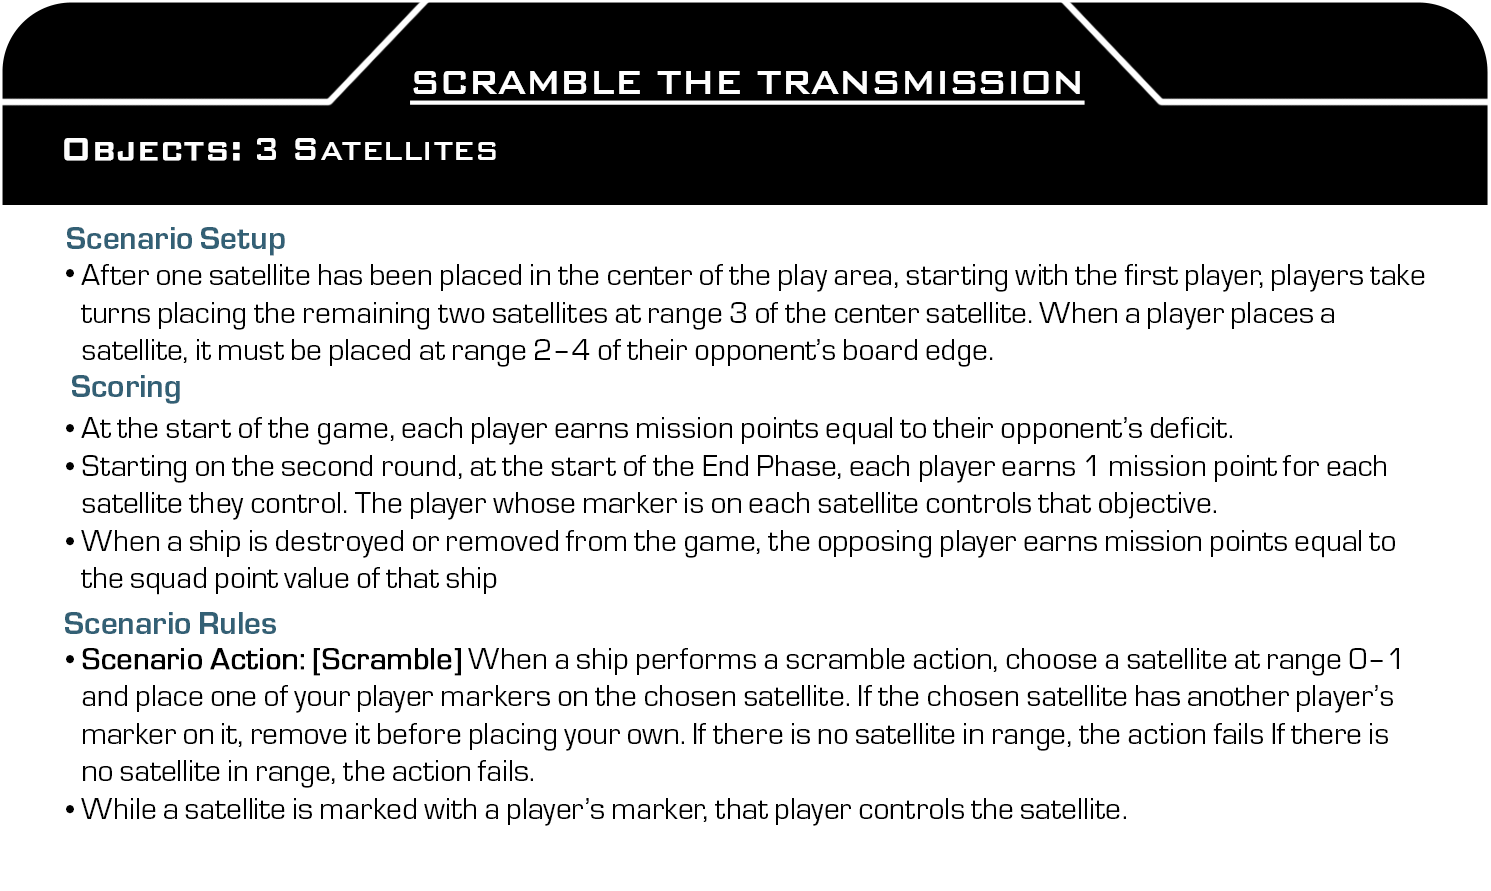 SCRAMBLE THE TRANSMISSION
OBJECTS: 3 SATELLITES
Scenario Setup
• After one satellite has been placed in the center of the play area, starting with the first player, players take
turns placing the remaining two satellites at range 3 of the center satellite. When a player places a
satellite, it must be placed at range 2–4 of their opponent's board edge.
Scoring
• At the start of the game, each player earns mission points equal to their opponent's deficit.
• Starting on the second round, at the start of the End Phase, each player earns 1 mission point for each
satellite they control. The player whose marker is on each satellite controls that objective.
• When a ship is destroyed or removed from the game, the opposing player earns mission points equal to
the squad point value of that ship
Scenario Rules
• Scenario Action: [Scramble] When a ship performs a scramble action, choose a satellite at range 0–1
and place one of your player markers on the chosen satellite. If the chosen satellite has another player's
marker on it, remove it before placing your own. If there is no satellite in range, the action fails If there is
no satellite in range, the action fails.
• While a satellite is marked with a player's marker, that player controls the satellite.